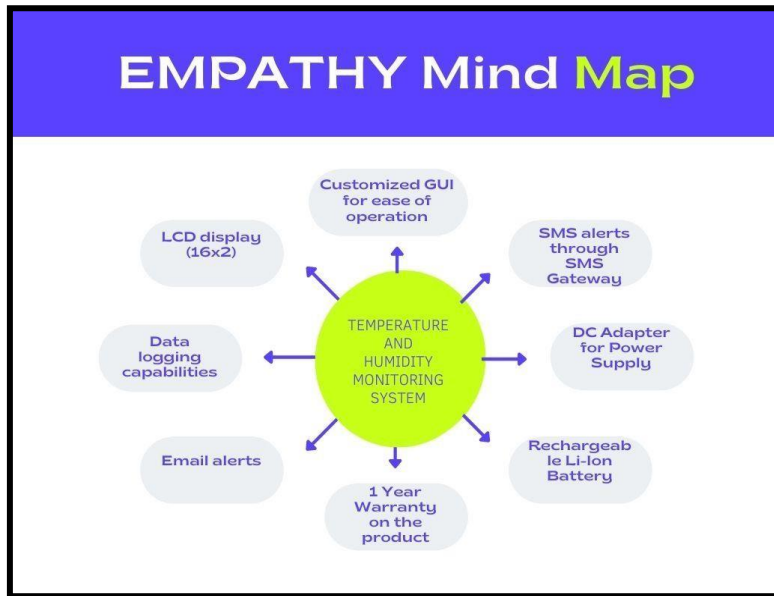 EMPATHY Mind Map
Customized GUI
for ease of
operation
LCD display
(16x2)
SMS alerts
through
SMS
Gateway
TEMPERATURE
AND
HUMIDITY
MONITORING
SYSTEM
Data
logging
capabilities
DC Adapter
for Power
Supply
Email alerts
Rechargeab
le Li-Ion
Battery
1 Year
Warranty
on the
product